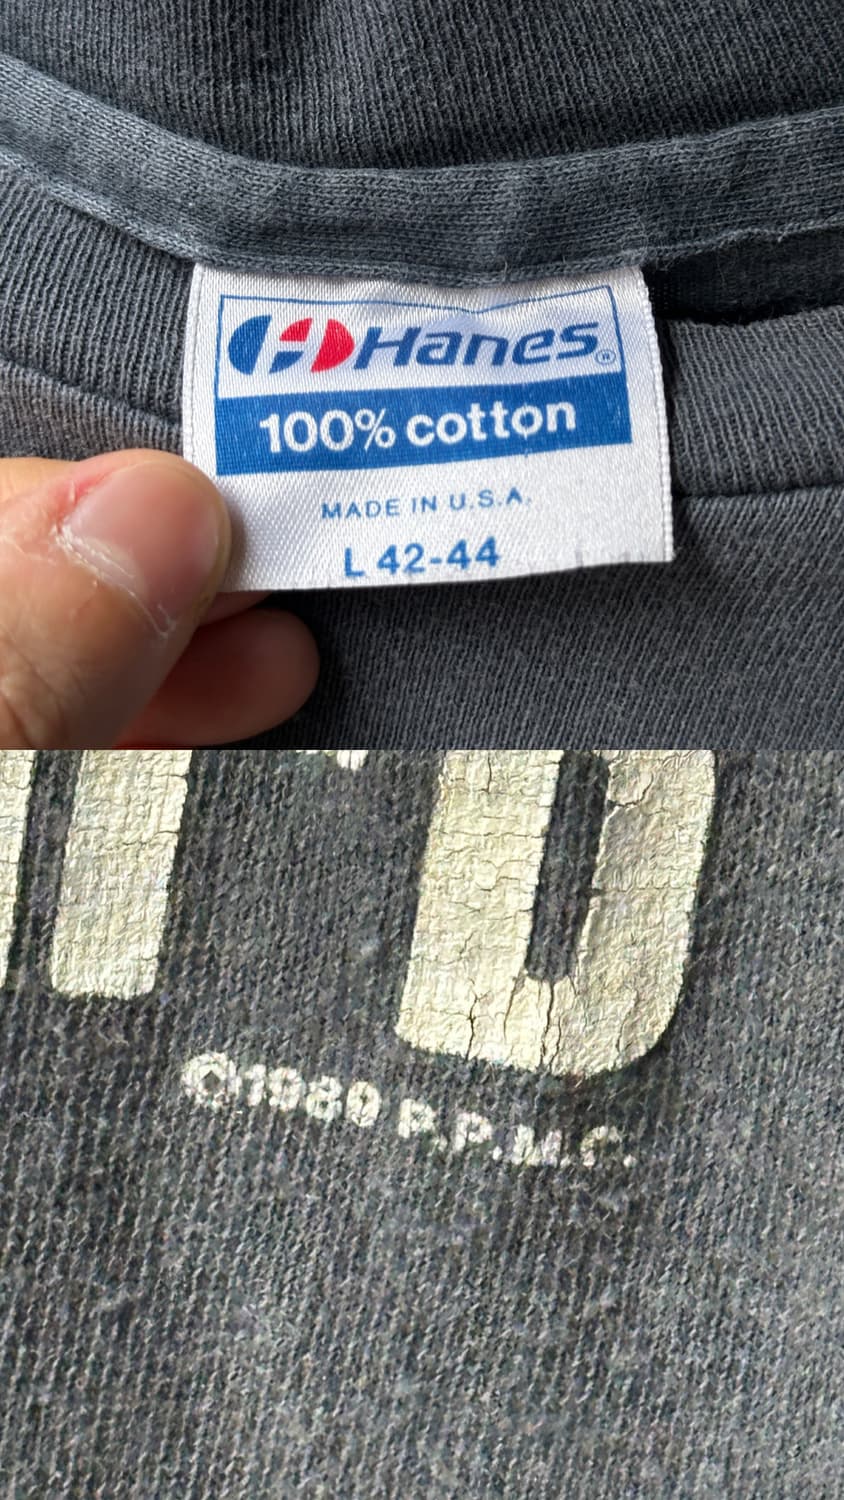 Hanes®
100% cotton
MADE IN U.S.A.
L 42-44
©1989 P.P.M.C.